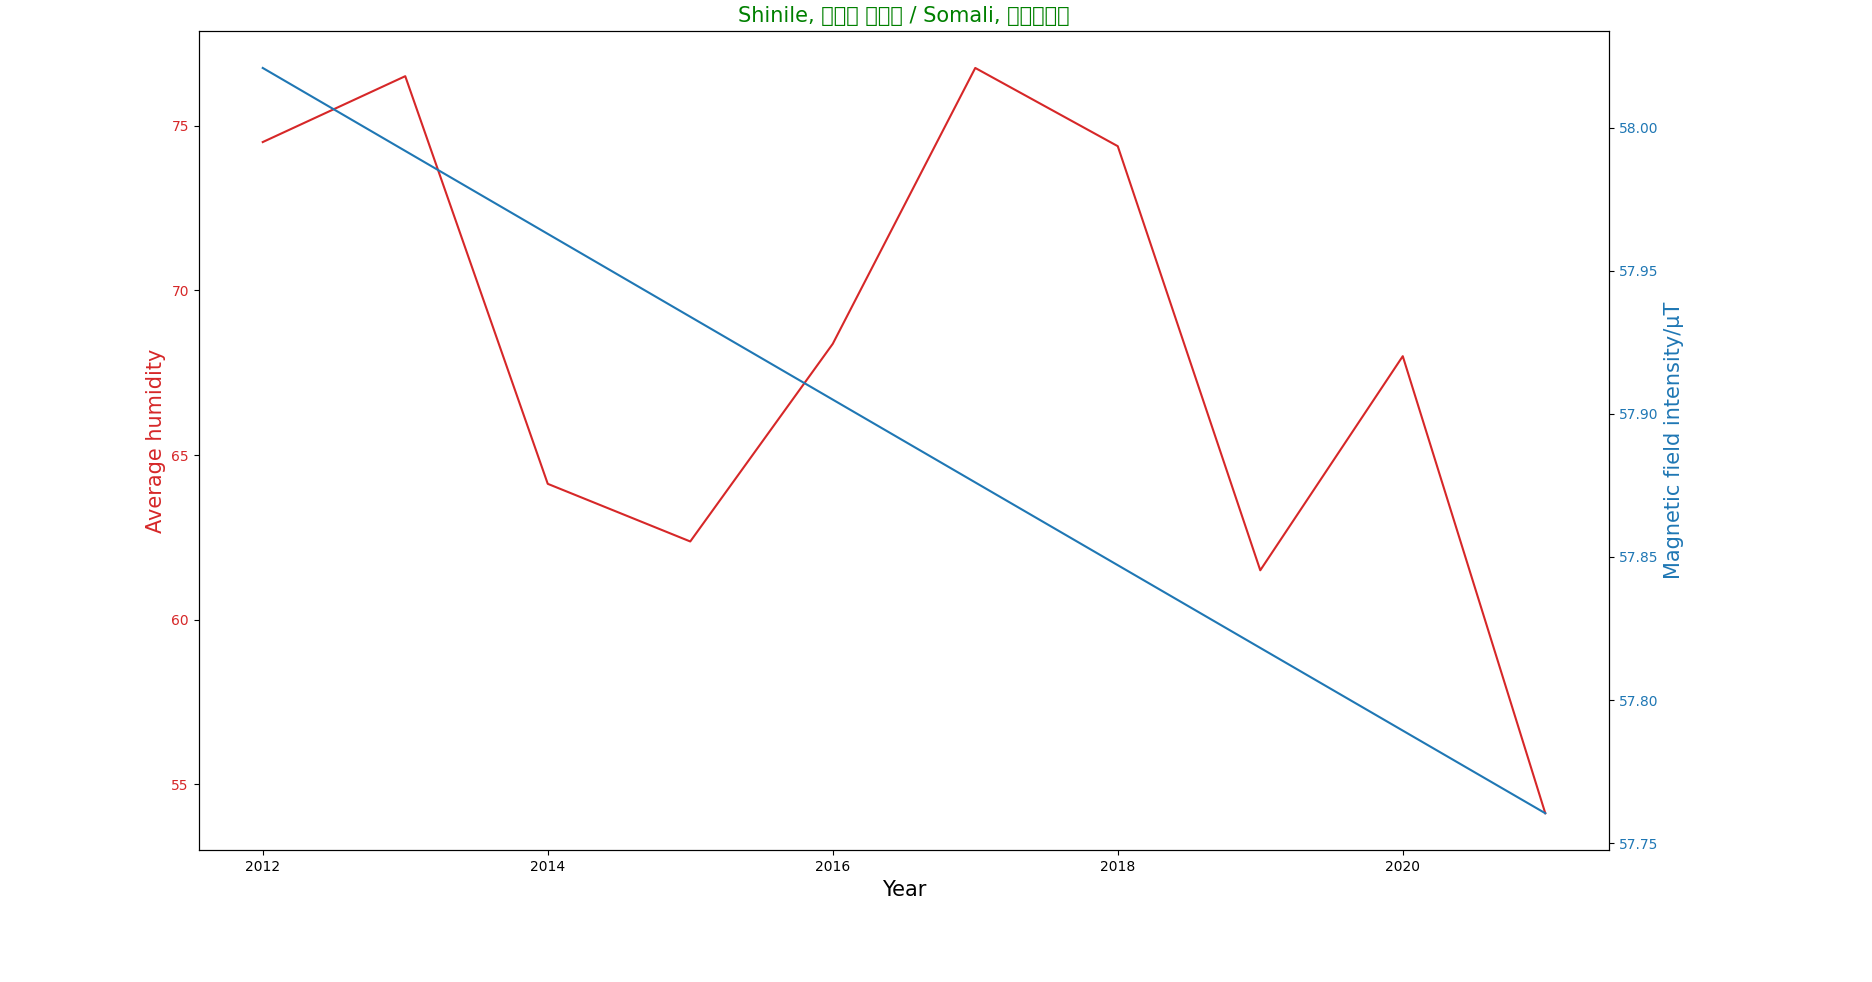 Shinile, / Somali,
75
70
65
60
55
Average humidity
58.00
57.95
57.90
57.85
57.80
57.75
Magnetic field intensity/μT
2012 2014 2016 2018 2020
Year